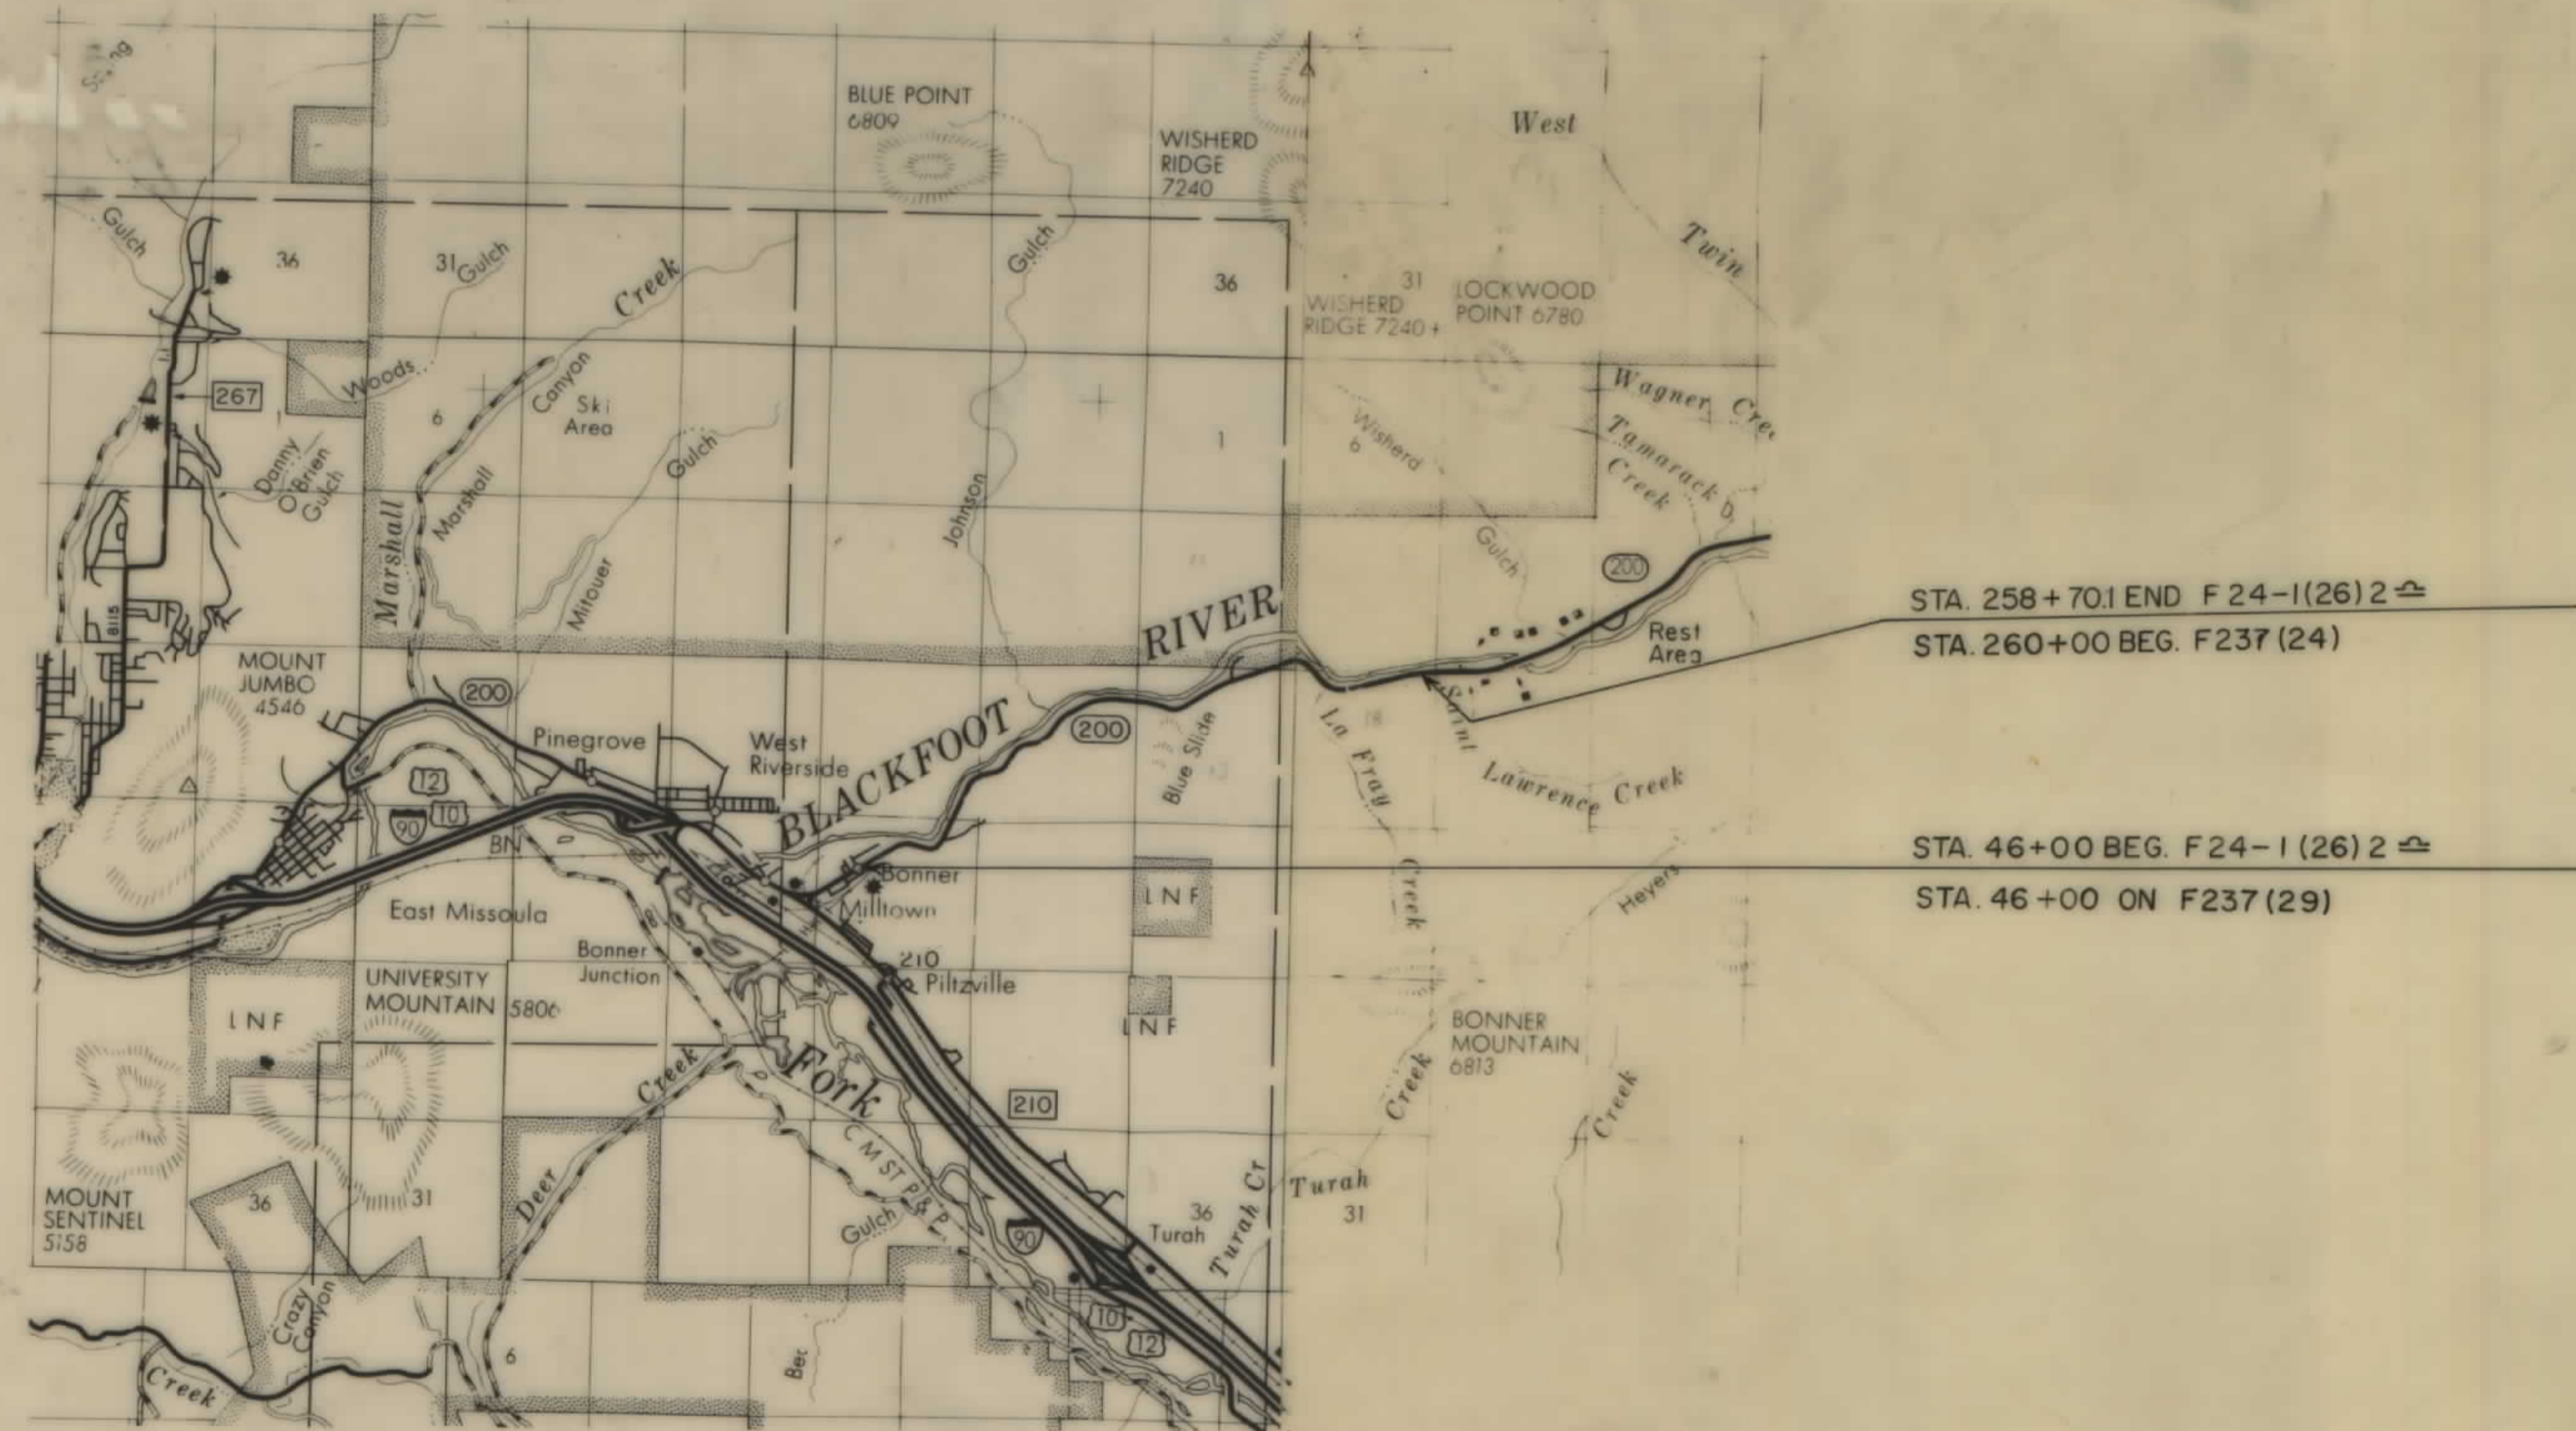 BLUE POINT
6809
WISHERD
RIDGE
7240
West
Twin
Gulch
36
31
Gulch
Creek
Gulch
36
31
WISHERD
RIDGE 7240
LOCKWOOD
POINT 6780
267
Woods
6
Canyon
Ski
Area
Gulch
1
Wisherd
6
Gulch
Wagner
Tamarack
Creek
Danny
O'Brien
Gulch
Marshall
Marshall
Mitouer
Johnson
200
Rest
Area
8115
MOUNT
JUMBO
4546
200
Pinegrove
West
Riverside
BLACKFOOT
RIVER
200
Blue Slide
La Fray
Creek
Saint
Lawrence
Creek
Heyers
12
90
10
BN
Bonner
Milltown
East Missoula
Bonner
Junction
210
Piltzville
LNF
LNF
UNIVERSITY
MOUNTAIN 5806
LNF
BONNER
MOUNTAIN
6813
Creek
Creek
Creek
Fork
210
C M ST P & P
Deer
MOUNT
SENTINEL
5158
36
31
Gulch
90
36
Turah
Turah Cr
Turah
31
Crazy
Canyon
10
12
6
Creek
STA. 258+70.1 END F 24-1(26)2 ≏
STA. 260+00 BEG. F237(24)
STA. 46+00 BEG. F24-1(26)2 ≏
STA. 46+00 ON F237(29)